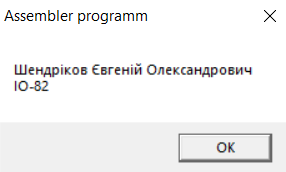 Assembler programm
Шендріков Євгеній Олександрович
ІО-82
OK